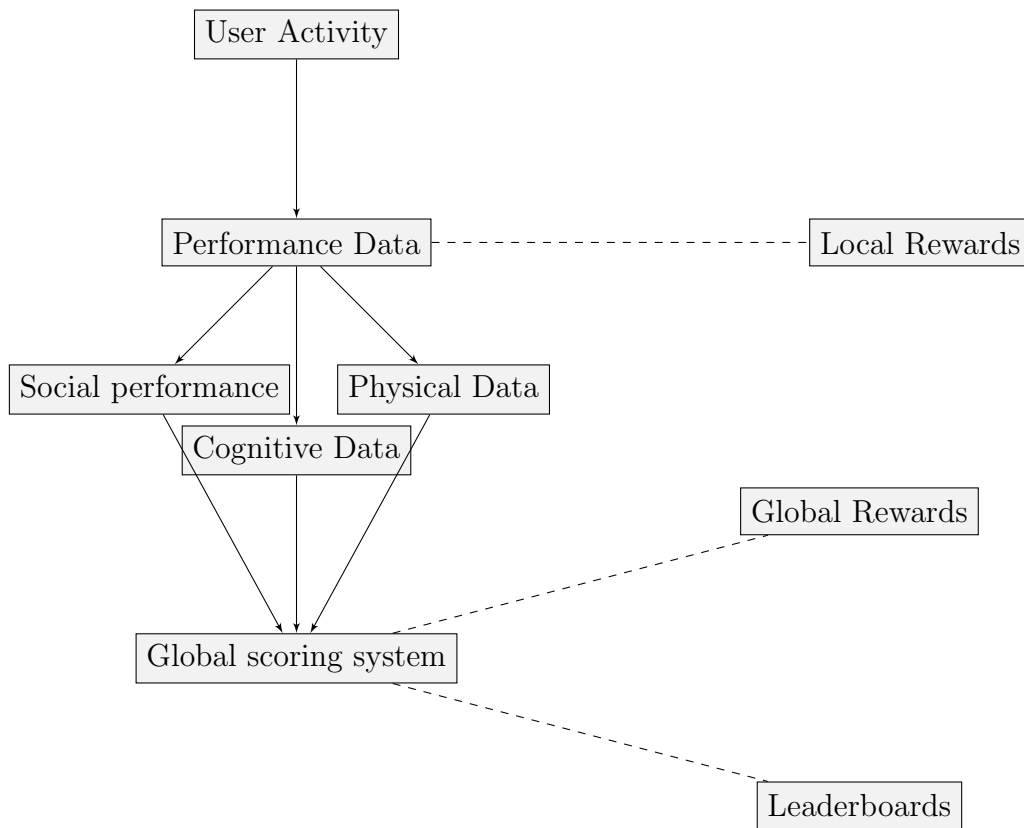 User Activity
Performance Data
Local Rewards
Social performance
Physical Data
Cognitive Data
Global Rewards
Global scoring system
Leaderboards